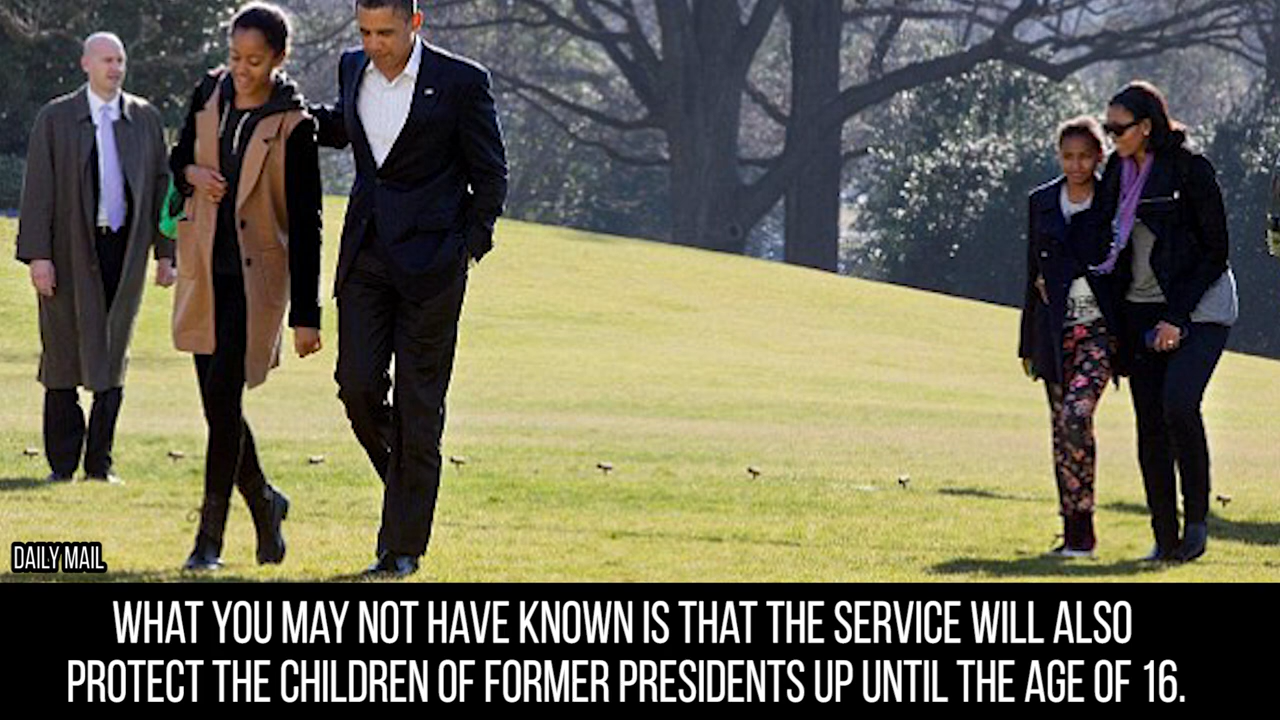 DAILY MAIL
WHAT YOU MAY NOT HAVE KNOWN IS THAT THE SERVICE WILL ALSO
PROTECT THE CHILDREN OF FORMER PRESIDENTS UP UNTIL THE AGE OF 16.